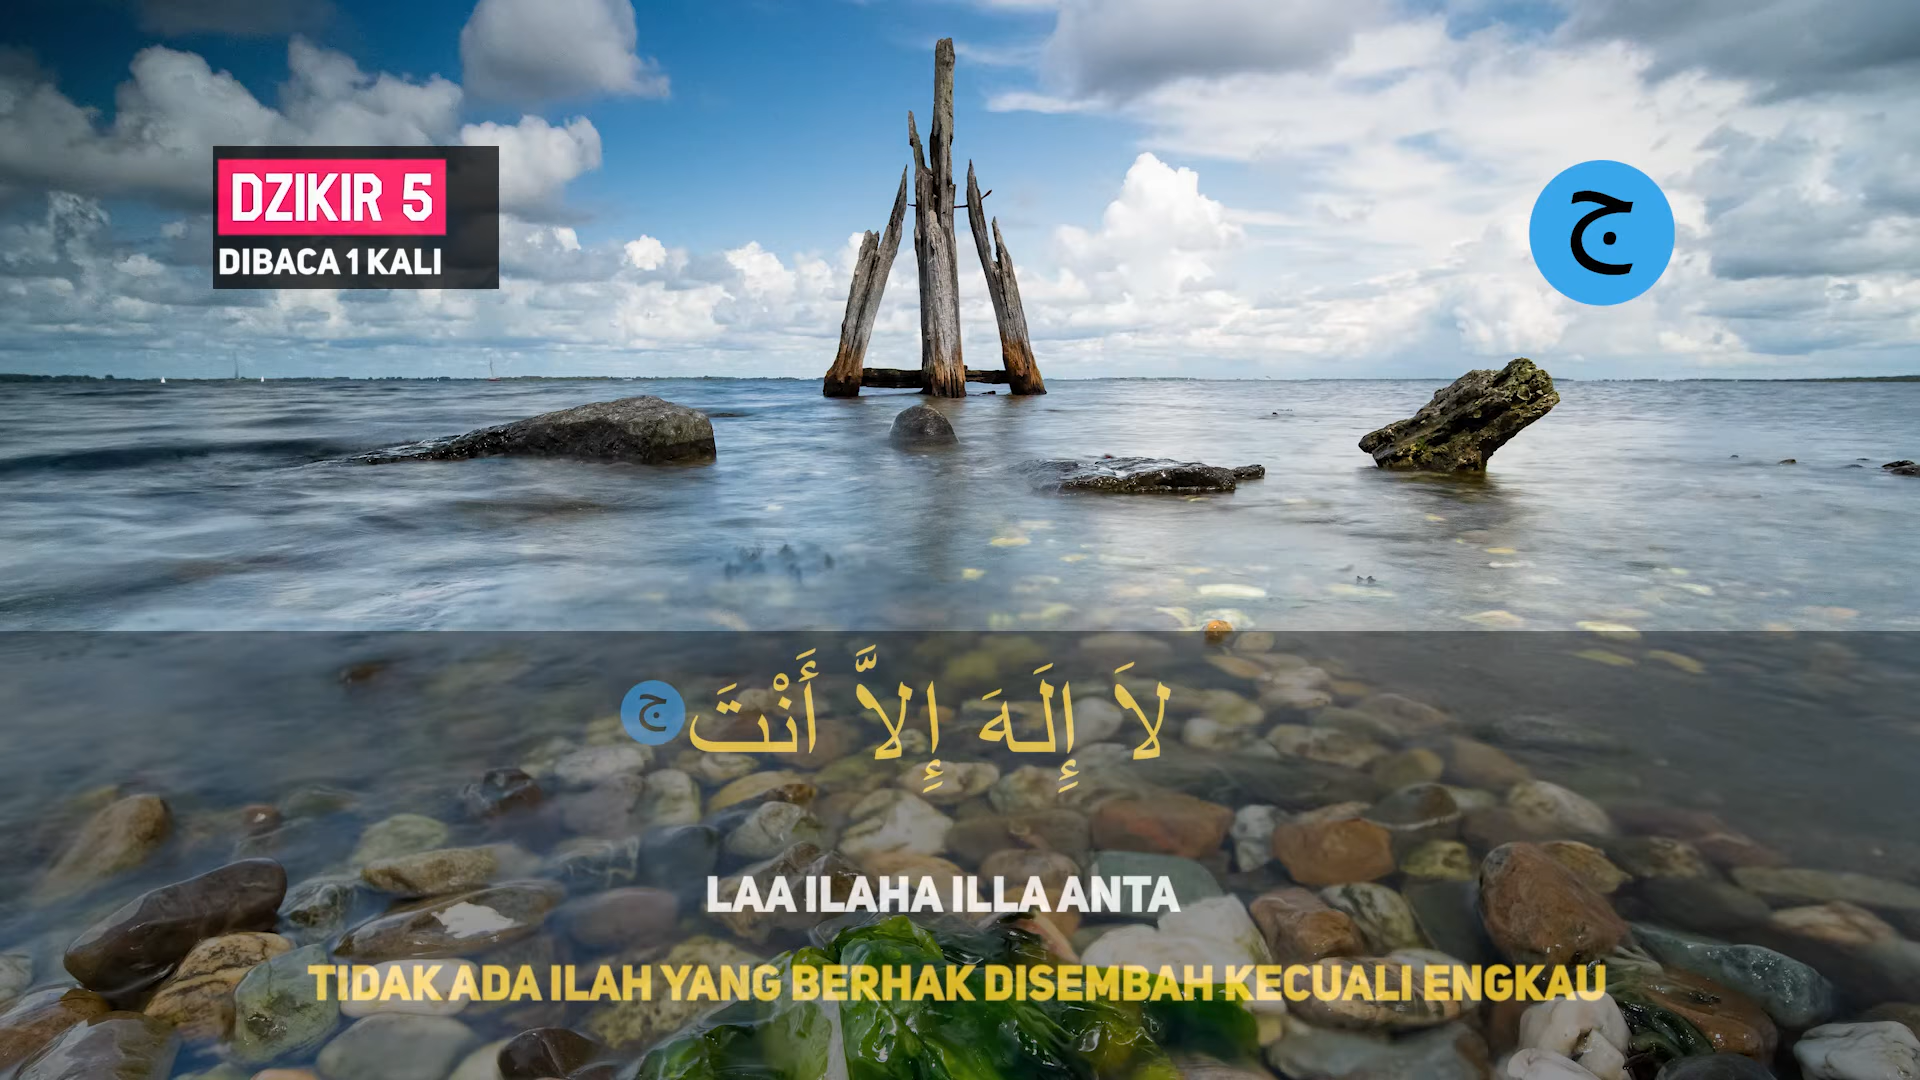 DZIKIR 5
DIBACA 1 KALI
ج
لاَ إِلَهَ إِلاَّ أَنْتَ ج
LAA ILAHA ILLA ANTA
TIDAK ADA ILAH YANG BERHAK DISEMBAH KECUALI ENGKAU